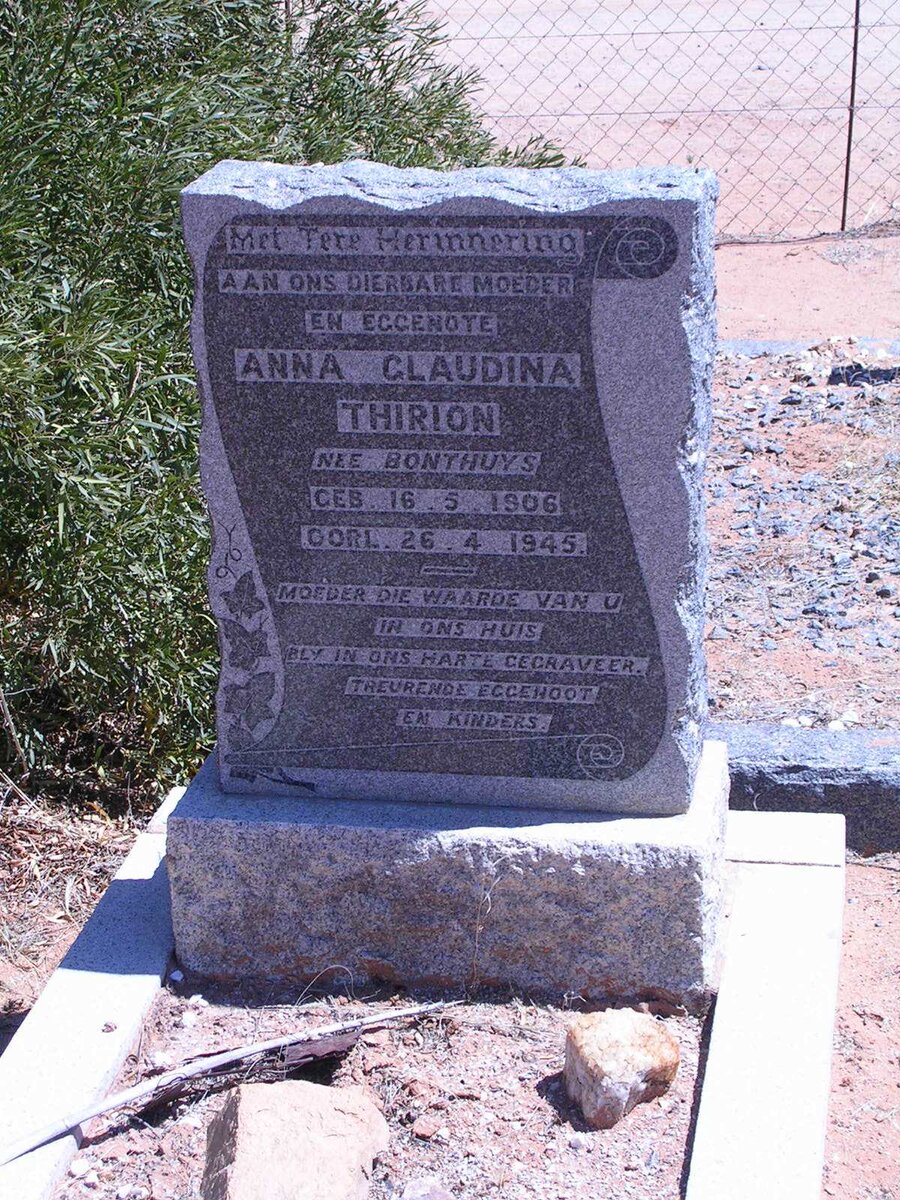 Met Tere Herinnering
AAN ONS DIERBARE MOEDER
EN EGGENOTE
ANNA CLAUDINA
THIRION
NEE BONTHUYS
GEB 16.5.1906
OORL. 26.4.1945.
MOEDER DIE WAARDE VAN U
IN ONS HUIS
BLY IN ONS HARTE GEGRAVEER.
TREURENDE EGGENOOT
EN KINDERS.